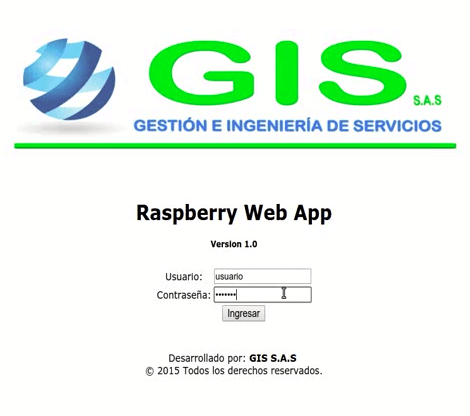 GIS S.A.S
GESTIÓN E INGENIERÍA DE SERVICIOS
Raspberry Web App
Version 1.0
Usuario: usuario
Contraseña: •••••••
Ingresar
Desarrollado por: GIS S.A.S
© 2015 Todos los derechos reservados.